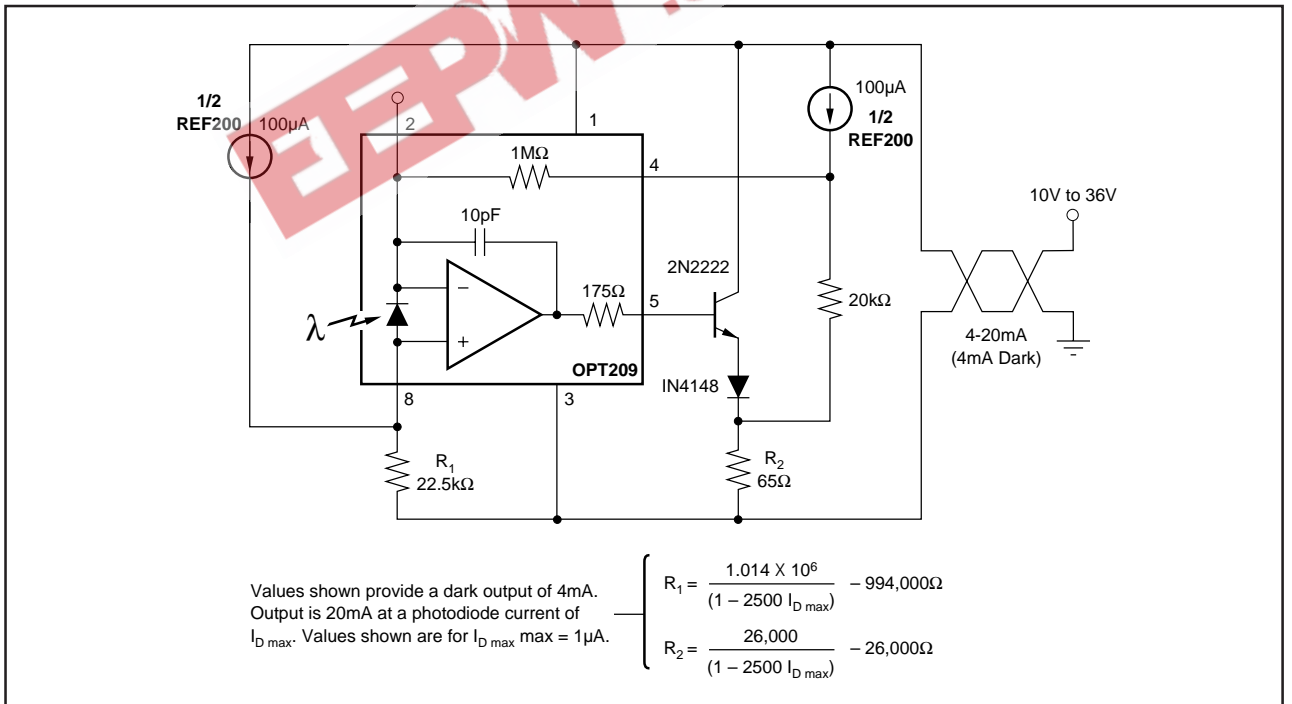 EEPW
1/2
REF200
100µA
2
1
1MΩ
4
10pF
175Ω
5
λ
−
+
OPT209
8
3
R1
22.5kΩ
2N2222
IN4148
R2
65Ω
100µA
1/2
REF200
20kΩ
10V to 36V
4-20mA
(4mA Dark)
Values shown provide a dark output of 4mA.
Output is 20mA at a photodiode current of
ID max. Values shown are for ID max max = 1µA.
R1 = 1.014 X 10⁶ / (1 – 2500 ID max) – 994,000Ω
R2 = 26,000 / (1 – 2500 ID max) – 26,000Ω